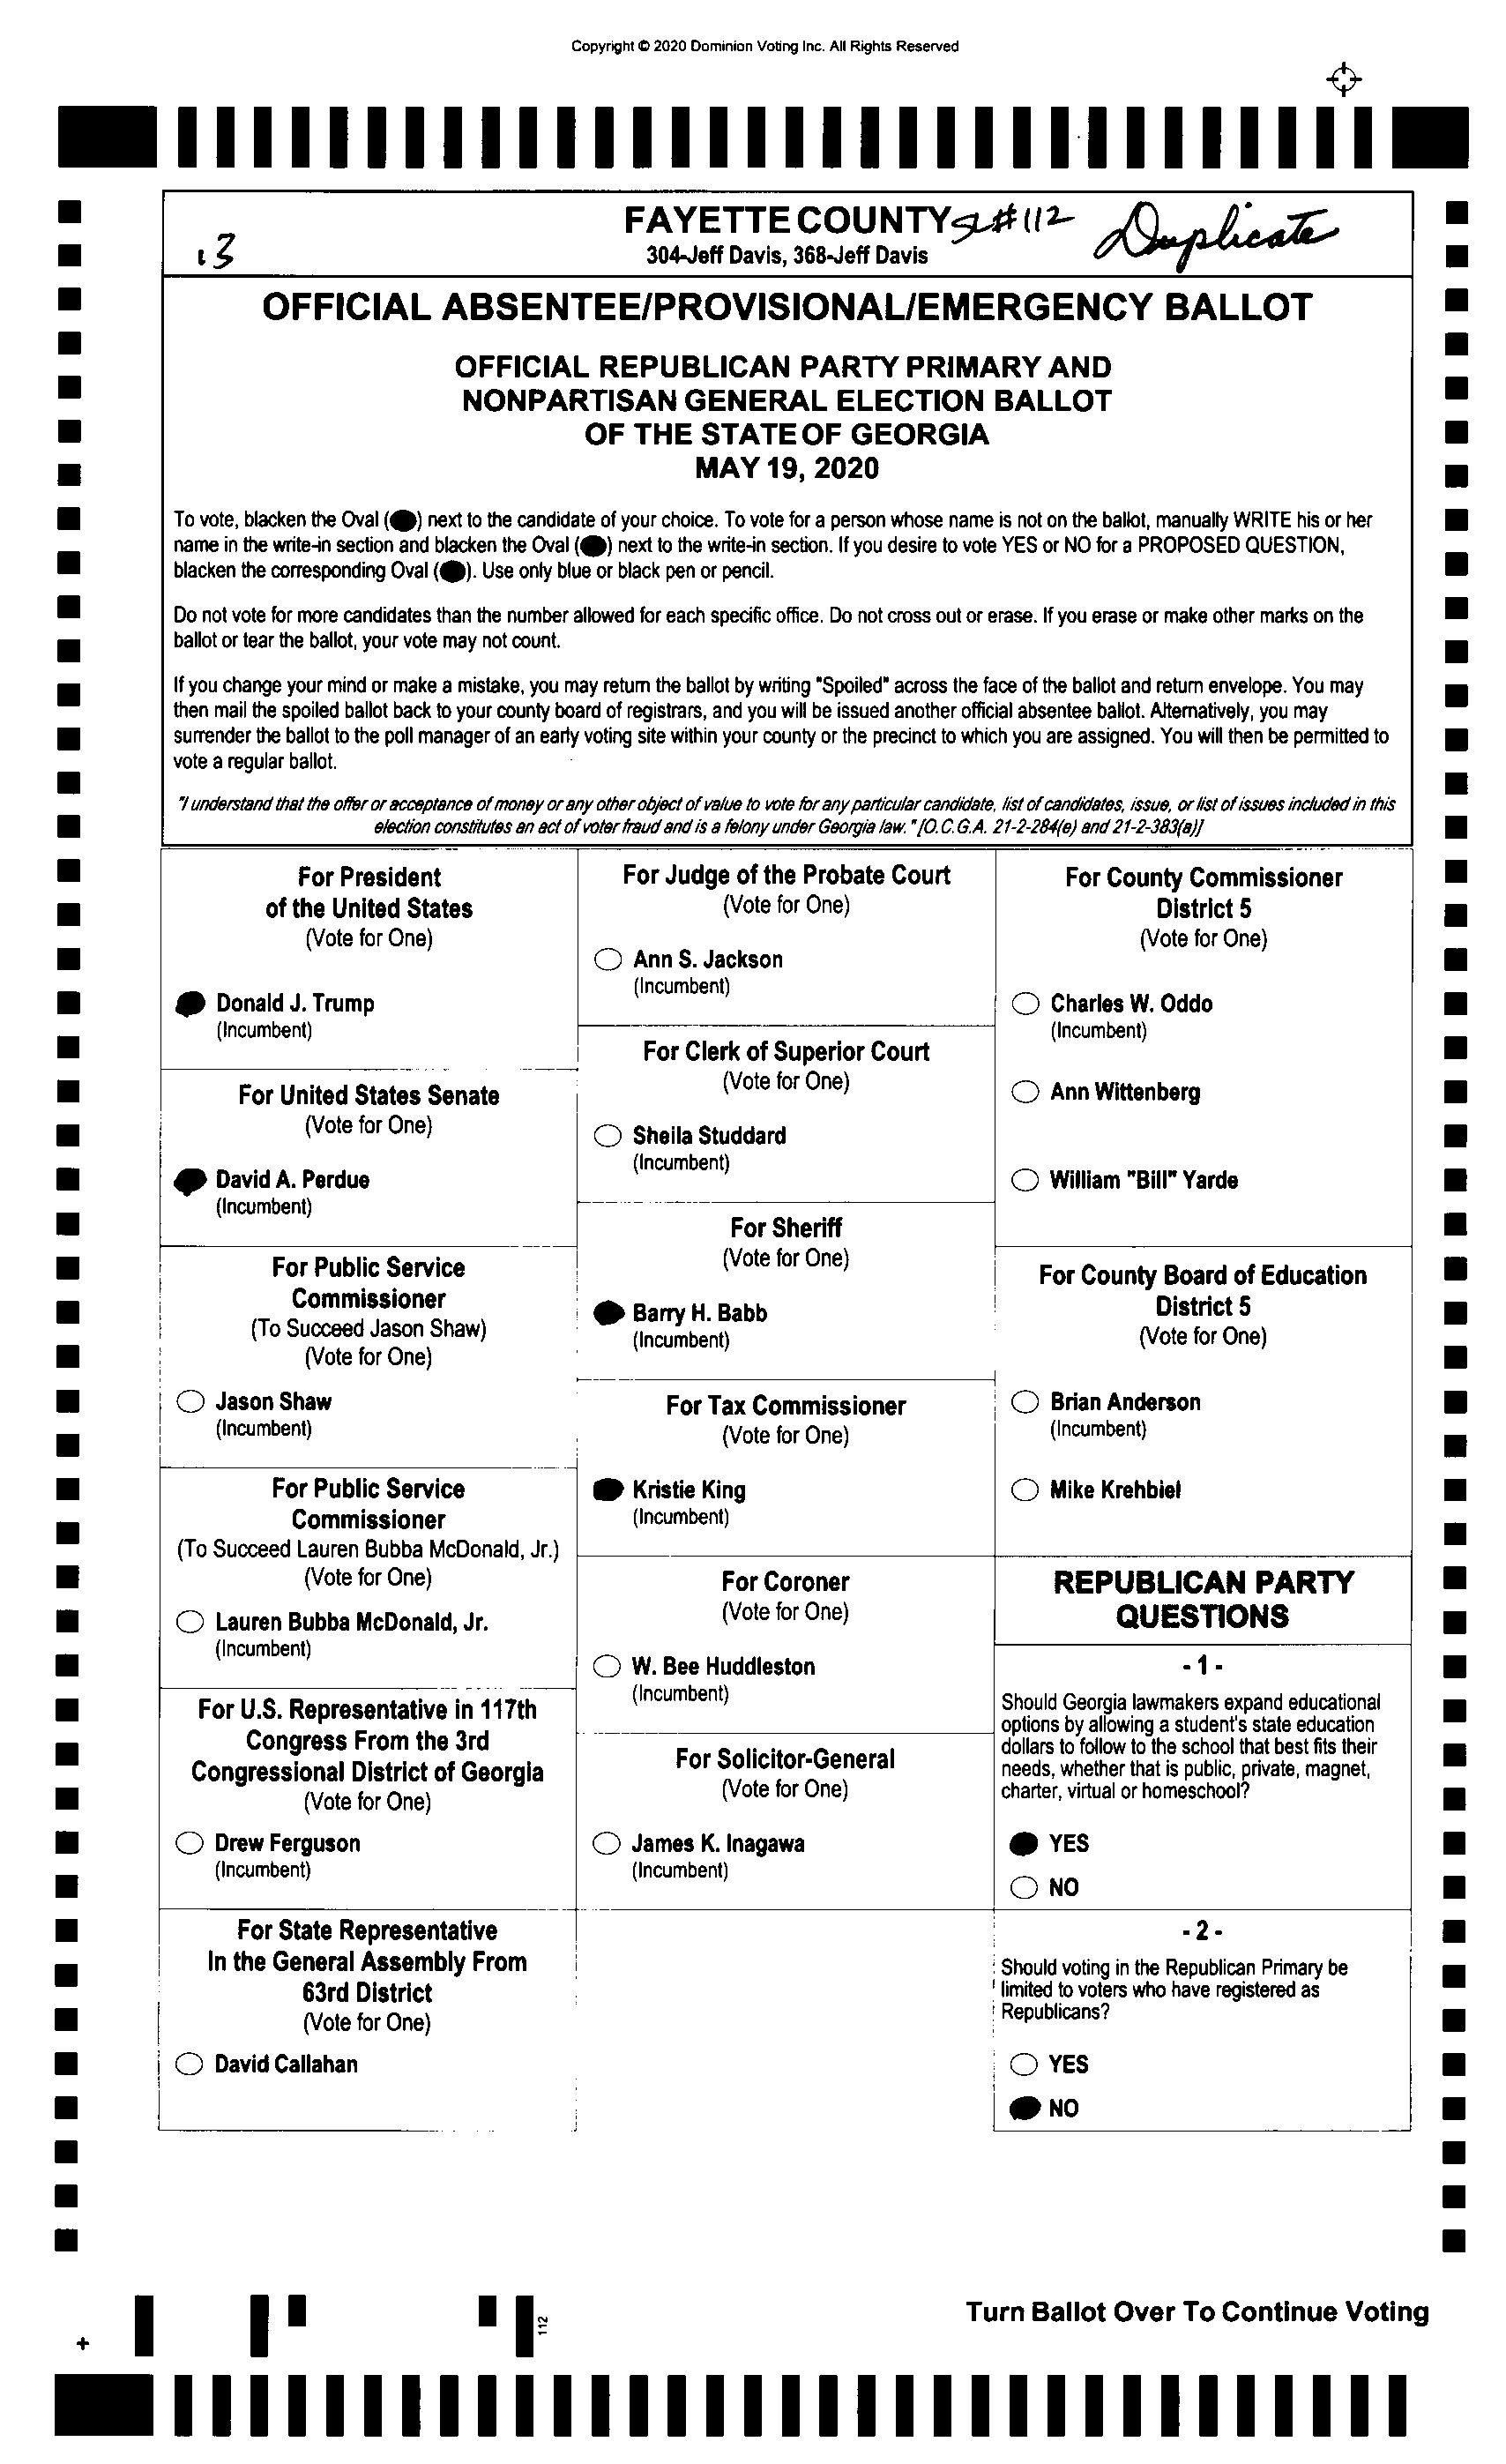 Copyright © 2020 Dominion Voting Inc. All Rights Reserved
FAYETTE COUNTY SL#112 Duplicate
13
304-Jeff Davis, 368-Jeff Davis
OFFICIAL ABSENTEE/PROVISIONAL/EMERGENCY BALLOT
OFFICIAL REPUBLICAN PARTY PRIMARY AND
NONPARTISAN GENERAL ELECTION BALLOT
OF THE STATE OF GEORGIA
MAY 19, 2020
To vote, blacken the Oval ( ) next to the candidate of your choice. To vote for a person whose name is not on the ballot, manually WRITE his or her
name in the write-in section and blacken the Oval ( ) next to the write-in section. If you desire to vote YES or NO for a PROPOSED QUESTION,
blacken the corresponding Oval ( ). Use only blue or black pen or pencil.
Do not vote for more candidates than the number allowed for each specific office. Do not cross out or erase. If you erase or make other marks on the
ballot or tear the ballot, your vote may not count.
If you change your mind or make a mistake, you may return the ballot by writing "Spoiled" across the face of the ballot and return envelope. You may
then mail the spoiled ballot back to your county board of registrars, and you will be issued another official absentee ballot. Alternatively, you may
surrender the ballot to the poll manager of an early voting site within your county or the precinct to which you are assigned. You will then be permitted to
vote a regular ballot.
"I understand that the offer or acceptance of money or any other object of value to vote for any particular candidate, list of candidates, issue, or list of issues included in this
election constitutes an act of voter fraud and is a felony under Georgia law." [O.C.G.A. 21-2-284(e) and 21-2-383(a)]
For President
of the United States
(Vote for One)
Donald J. Trump
(Incumbent)
For United States Senate
(Vote for One)
David A. Perdue
(Incumbent)
For Public Service
Commissioner
(To Succeed Jason Shaw)
(Vote for One)
Jason Shaw
(Incumbent)
For Public Service
Commissioner
(To Succeed Lauren Bubba McDonald, Jr.)
(Vote for One)
Lauren Bubba McDonald, Jr.
(Incumbent)
For U.S. Representative in 117th
Congress From the 3rd
Congressional District of Georgia
(Vote for One)
Drew Ferguson
(Incumbent)
For State Representative
In the General Assembly From
63rd District
(Vote for One)
David Callahan
For Judge of the Probate Court
(Vote for One)
Ann S. Jackson
(Incumbent)
For Clerk of Superior Court
(Vote for One)
Sheila Studdard
(Incumbent)
For Sheriff
(Vote for One)
Barry H. Babb
(Incumbent)
For Tax Commissioner
(Vote for One)
Kristie King
(Incumbent)
For Coroner
(Vote for One)
W. Bee Huddleston
(Incumbent)
For Solicitor-General
(Vote for One)
James K. Inagawa
(Incumbent)
For County Commissioner
District 5
(Vote for One)
Charles W. Oddo
(Incumbent)
Ann Wittenberg
William "Bill" Yarde
For County Board of Education
District 5
(Vote for One)
Brian Anderson
(Incumbent)
Mike Krehbiel
REPUBLICAN PARTY
QUESTIONS
- 1 -
Should Georgia lawmakers expand educational
options by allowing a student's state education
dollars to follow to the school that best fits their
needs, whether that is public, private, magnet,
charter, virtual or homeschool?
YES
NO
- 2 -
Should voting in the Republican Primary be
limited to voters who have registered as
Republicans?
YES
NO
Turn Ballot Over To Continue Voting
112